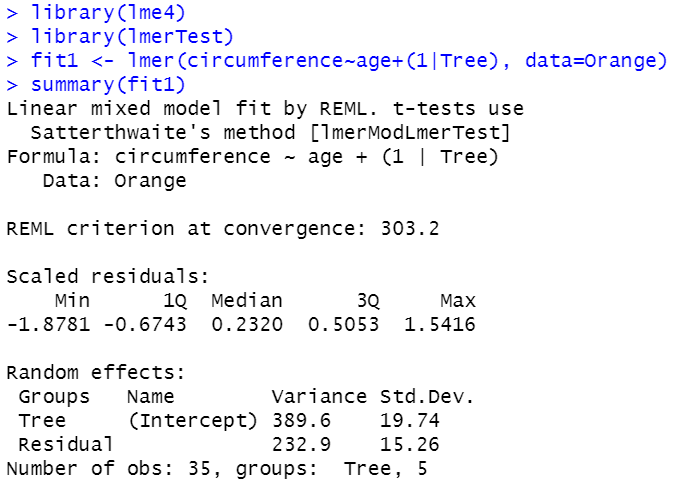 > library(lme4)
> library(lmerTest)
> fit1 <- lmer(circumference~age+(1|Tree), data=Orange)
> summary(fit1)
Linear mixed model fit by REML. t-tests use
  Satterthwaite's method [lmerModLmerTest]
Formula: circumference ~ age + (1 | Tree)
   Data: Orange

REML criterion at convergence: 303.2

Scaled residuals:
    Min      1Q  Median      3Q     Max
-1.8781 -0.6743  0.2320  0.5053  1.5416

Random effects:
 Groups   Name        Variance Std.Dev.
 Tree     (Intercept) 389.6    19.74
 Residual             232.9    15.26
Number of obs: 35, groups:  Tree, 5